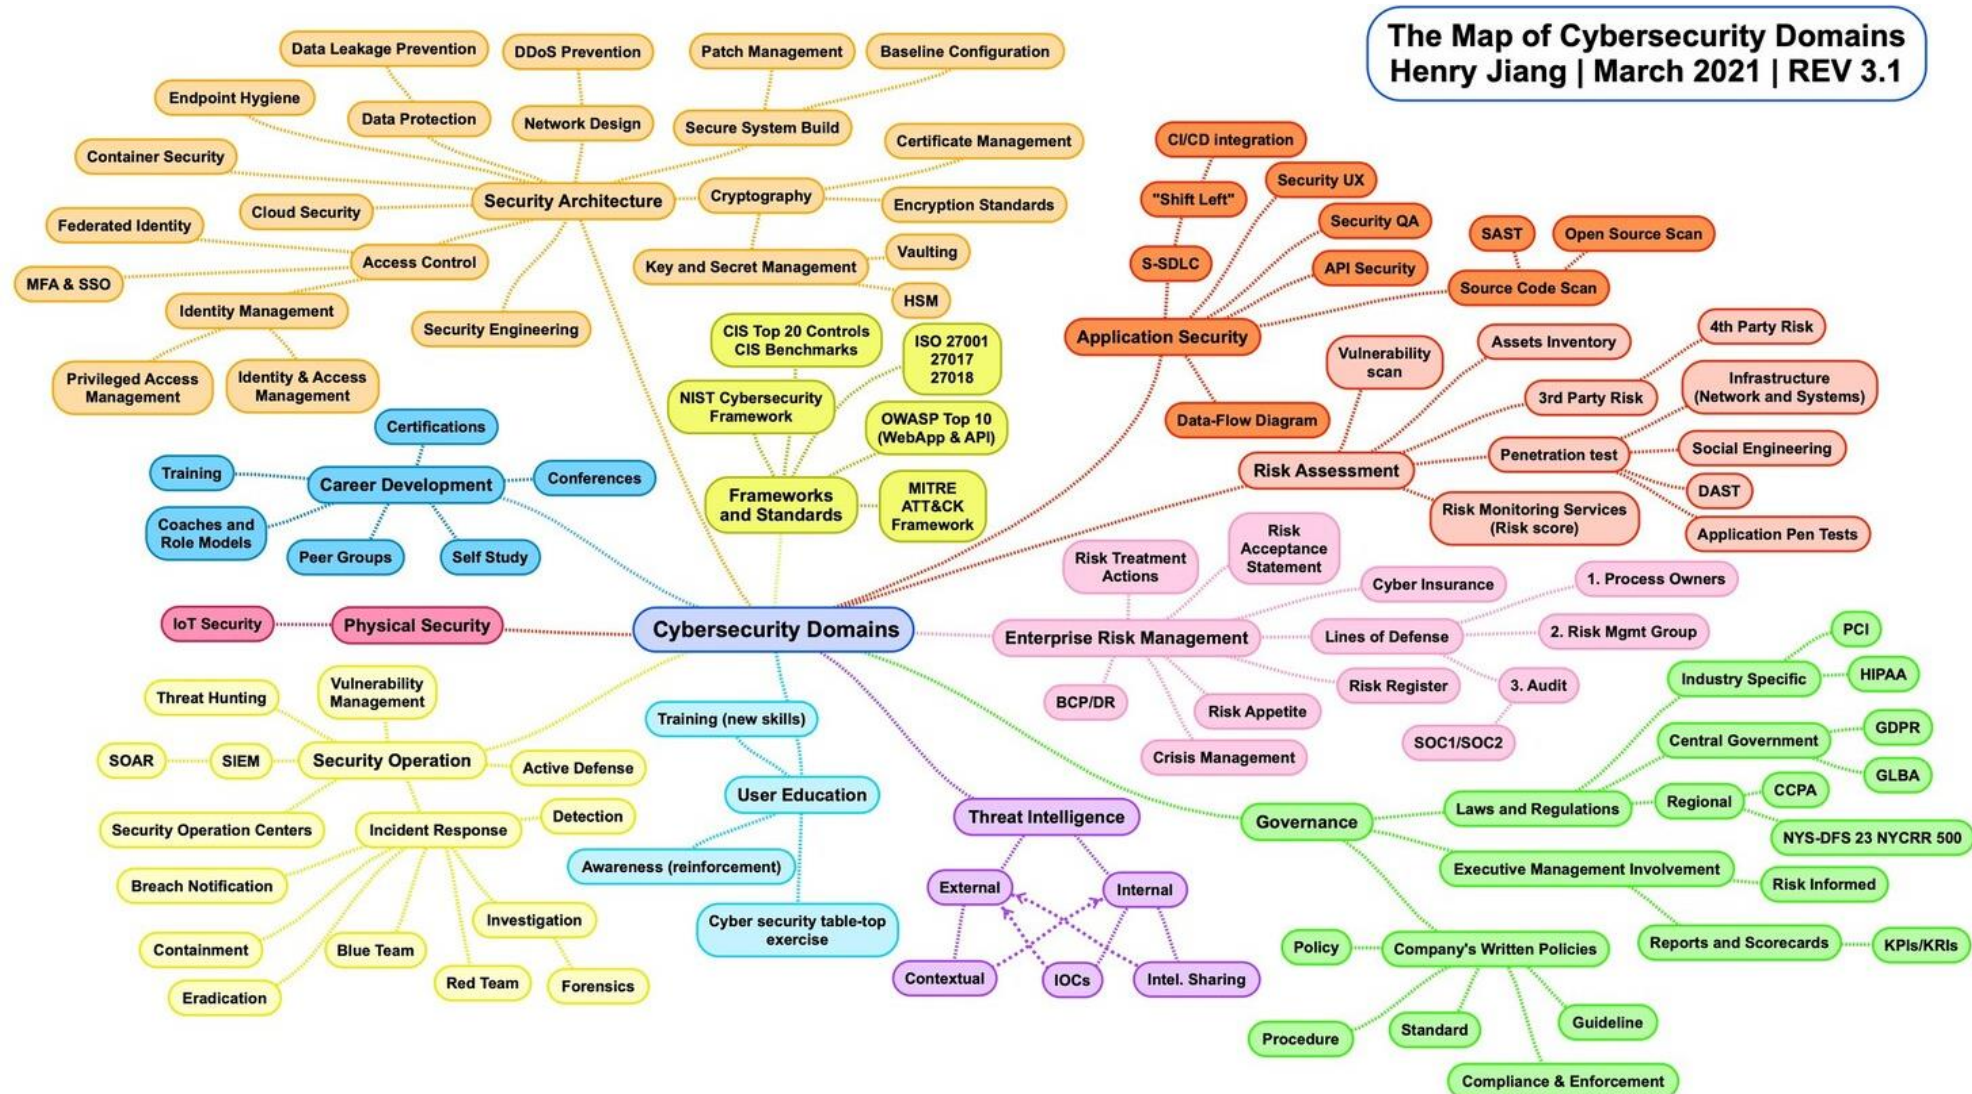 The Map of Cybersecurity Domains
Henry Jiang | March 2021 | REV 3.1
Data Leakage Prevention
DDoS Prevention
Patch Management
Baseline Configuration
Endpoint Hygiene
Data Protection
Network Design
Secure System Build
Certificate Management
Container Security
Security Architecture
Cryptography
Encryption Standards
Cloud Security
Federated Identity
Access Control
Key and Secret Management
Vaulting
HSM
MFA & SSO
Identity Management
Security Engineering
Privileged Access
Management
Identity & Access
Management
CIS Top 20 Controls
CIS Benchmarks
ISO 27001
27017
27018
NIST Cybersecurity
Framework
OWASP Top 10
(WebApp & API)
Frameworks
and Standards
MITRE
ATT&CK
Framework
CI/CD integration
Security UX
"Shift Left"
Security QA
SAST
Open Source Scan
S-SDLC
API Security
Source Code Scan
Application Security
Data-Flow Diagram
Vulnerability
scan
Assets Inventory
4th Party Risk
3rd Party Risk
Infrastructure
(Network and Systems)
Risk Assessment
Penetration test
Social Engineering
DAST
Risk Monitoring Services
(Risk score)
Application Pen Tests
Certifications
Training
Career Development
Conferences
Coaches and
Role Models
Peer Groups
Self Study
IoT Security
Physical Security
Cybersecurity Domains
Risk Treatment
Actions
Risk
Acceptance
Statement
Cyber Insurance
1. Process Owners
Enterprise Risk Management
Lines of Defense
2. Risk Mgmt Group
BCP/DR
Risk Appetite
Risk Register
3. Audit
Crisis Management
SOC1/SOC2
Threat Hunting
Vulnerability
Management
SOAR
SIEM
Security Operation
Active Defense
Security Operation Centers
Incident Response
Detection
Breach Notification
Investigation
Containment
Blue Team
Red Team
Forensics
Eradication
Training (new skills)
User Education
Awareness (reinforcement)
Cyber security table-top
exercise
Threat Intelligence
External
Internal
Contextual
IOCs
Intel. Sharing
PCI
Industry Specific
HIPAA
Central Government
GDPR
GLBA
Governance
Laws and Regulations
Regional
CCPA
NYS-DFS 23 NYCRR 500
Executive Management Involvement
Risk Informed
Reports and Scorecards
KPIs/KRIs
Policy
Company's Written Policies
Procedure
Standard
Guideline
Compliance & Enforcement